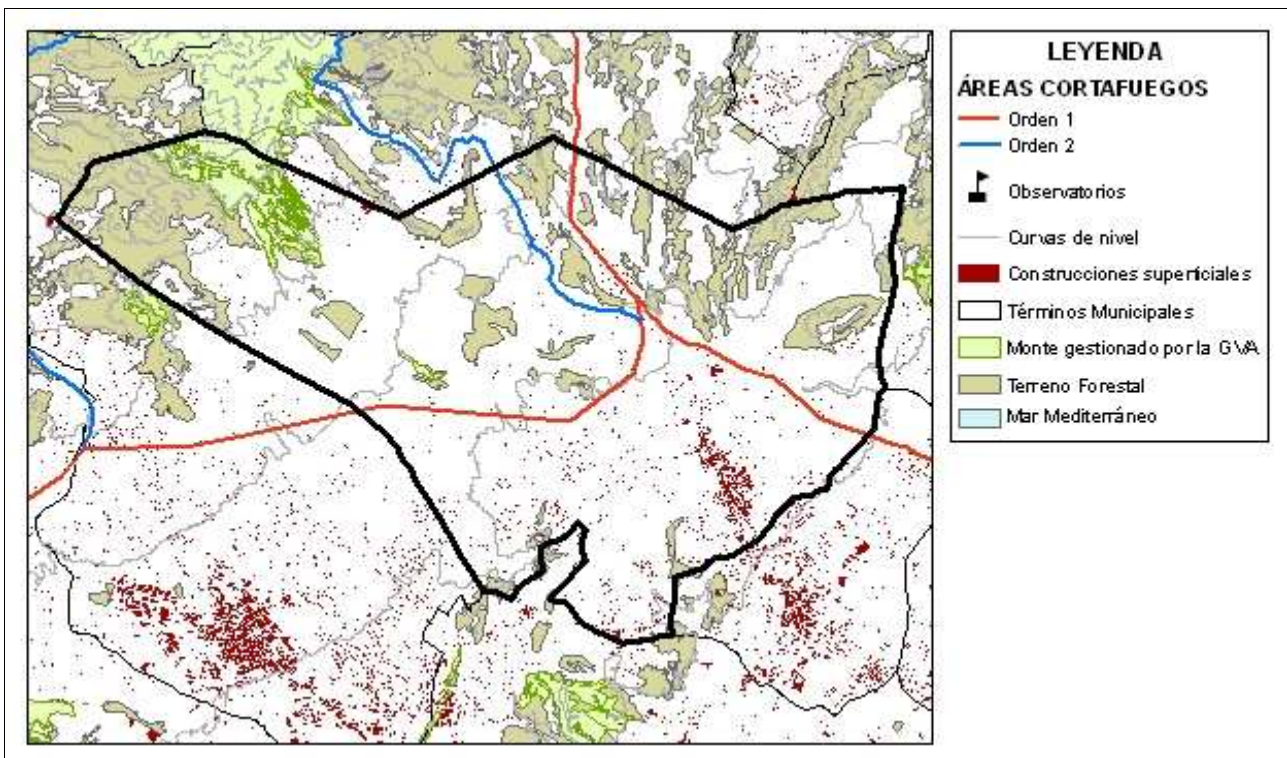 LEYENDA
ÁREAS CORTAFUEGOS
Orden 1
Orden 2
Observatorios
Curvas de nivel
Construcciones superficiales
Términos Municipales
Monte gestionado por la GVA
Terreno Forestal
Mar Mediterráneo